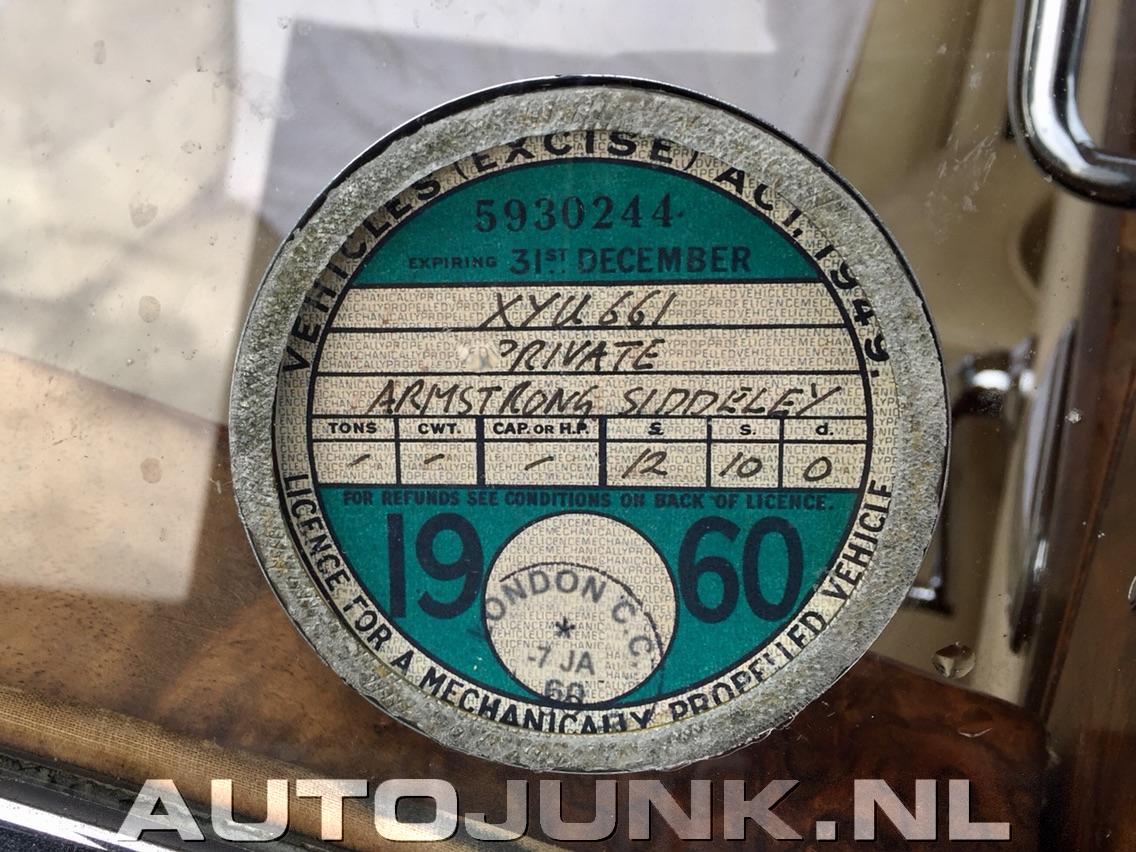 VEHICLES (EXCISE) ACT, 1949.
5930244
EXPIRING 31ST DECEMBER
XYU 661
PRIVATE
ARMSTRONG SIDDELEY
TONS CWT. CAP. OR H.P. £ s. d.
- - - 12 10 0
FOR REFUNDS SEE CONDITIONS ON BACK OF LICENCE.
1960
LONDON C.C.
*
-7 JA
60
LICENCE FOR A MECHANICALLY PROPELLED VEHICLE
AUTOJUNK.NL